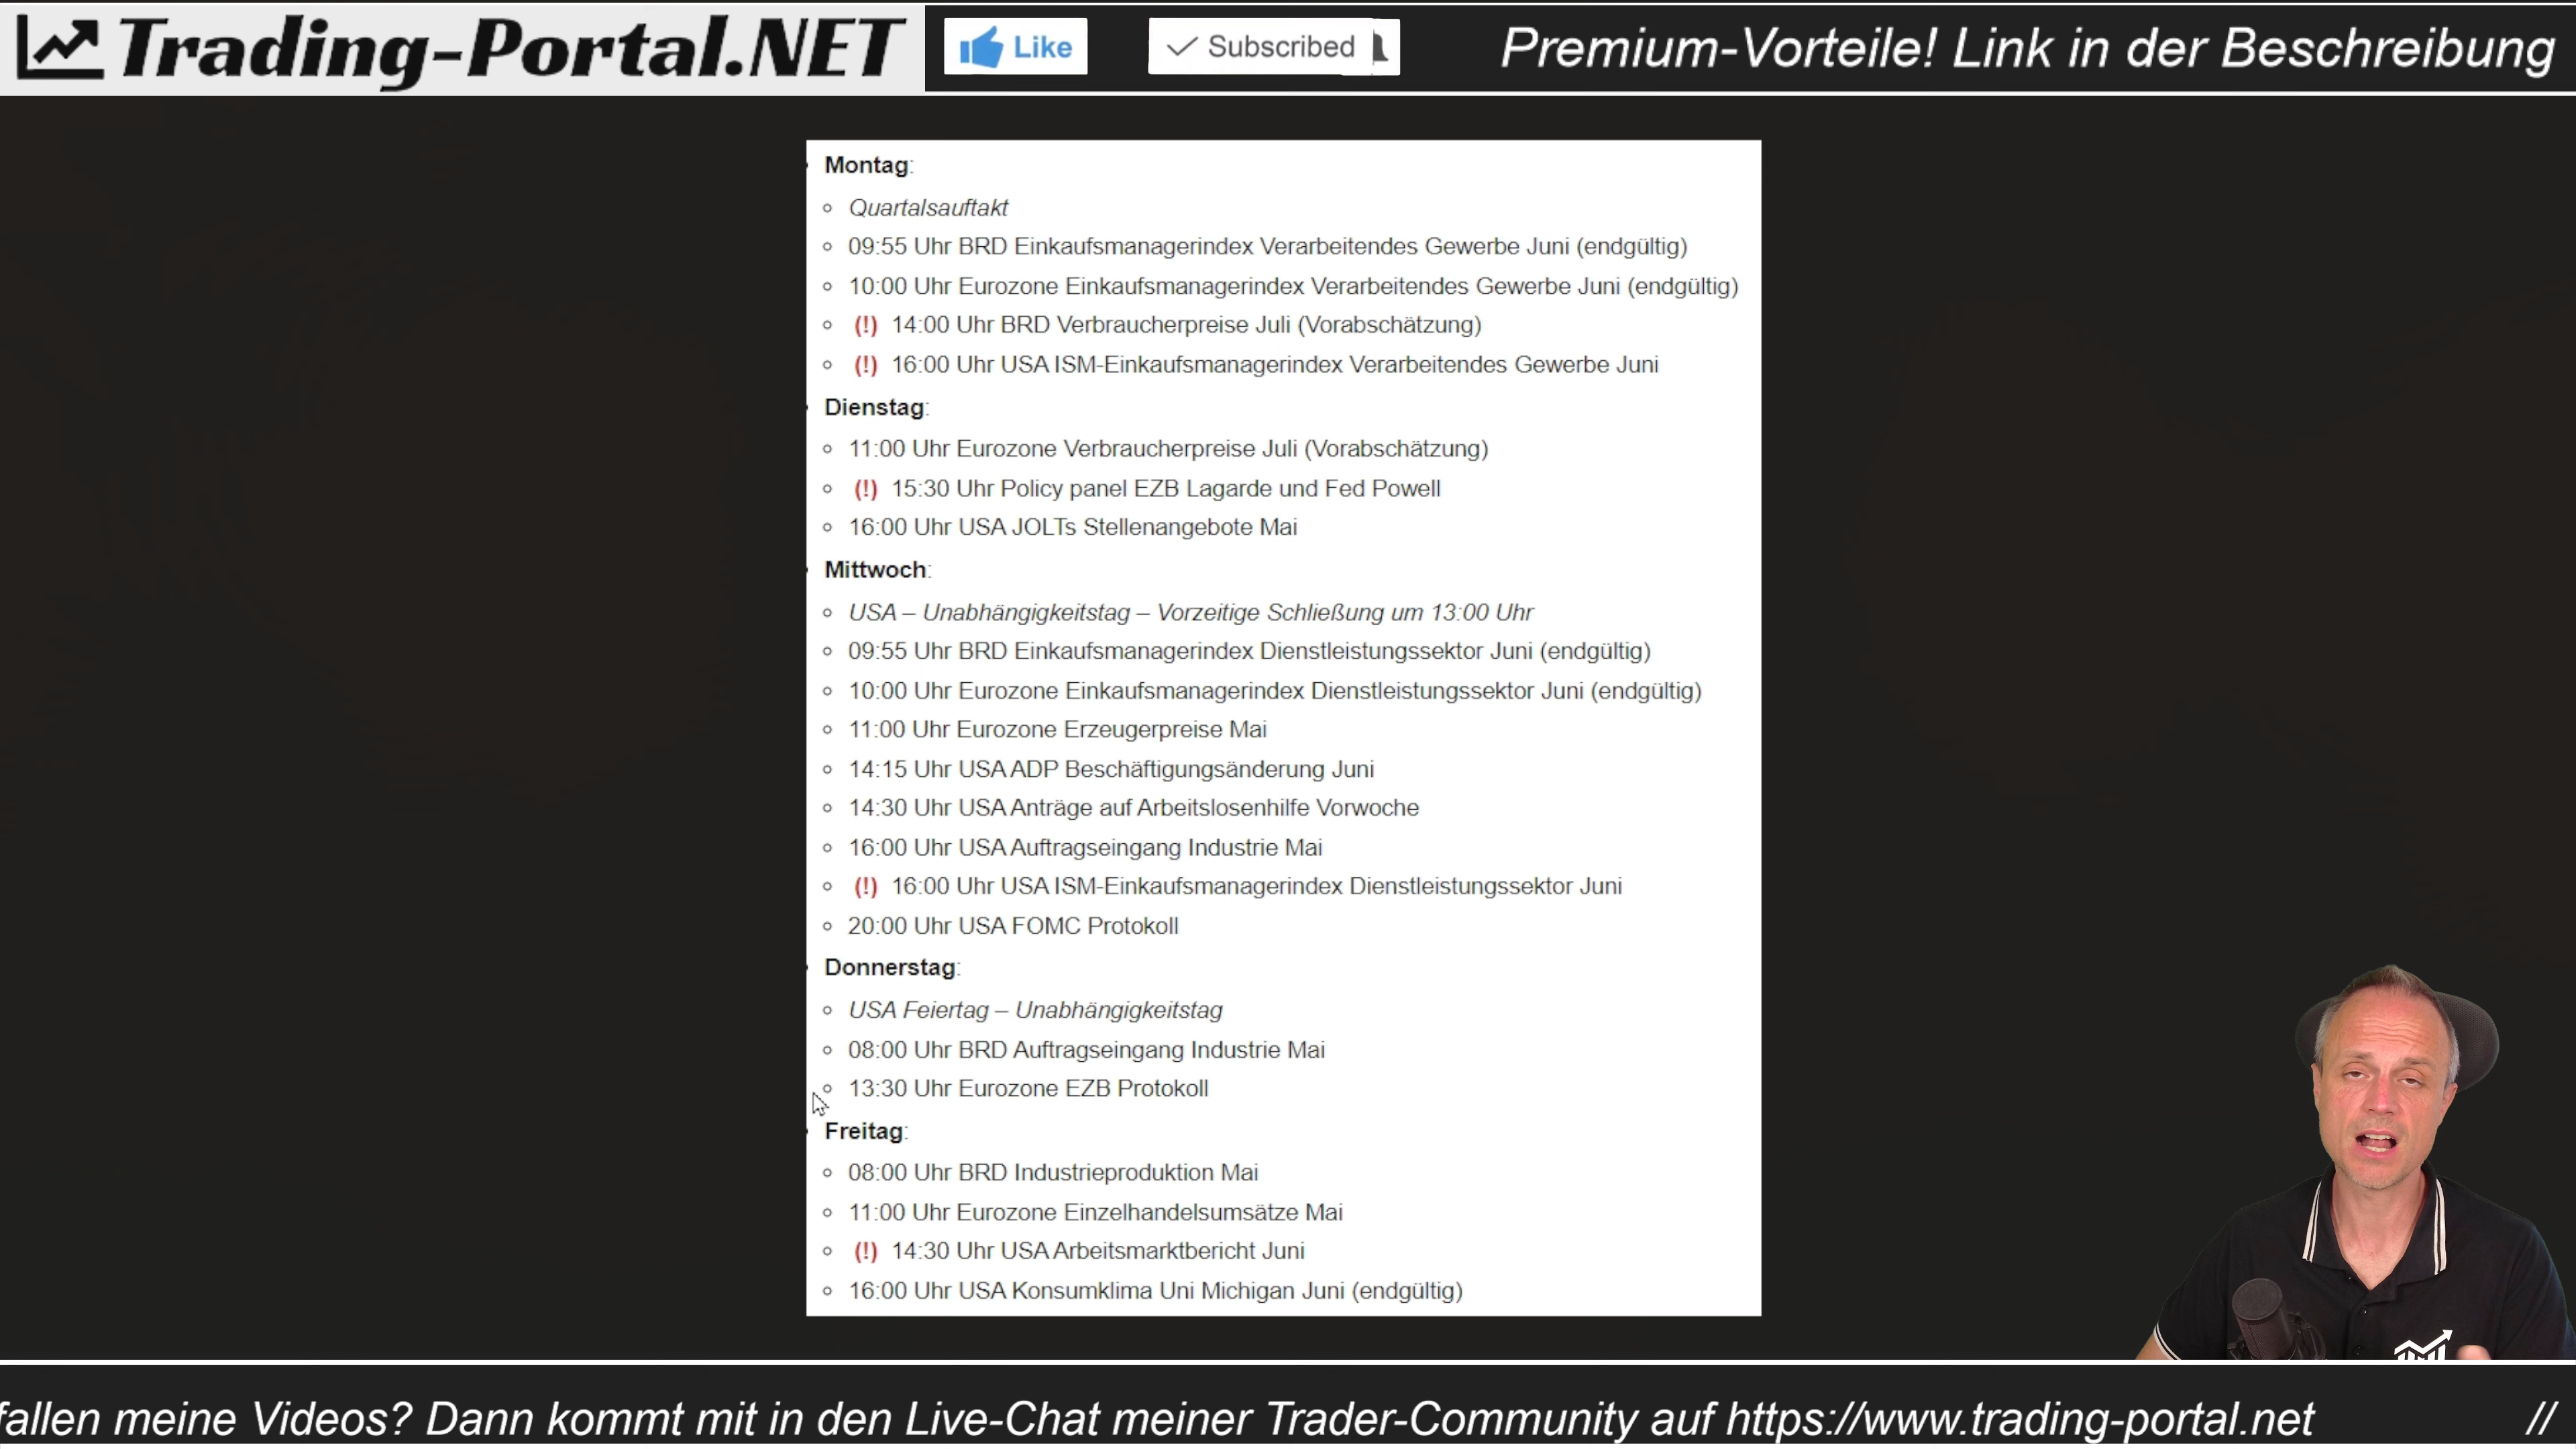 Trading-Portal.NET
Like
Subscribed
Premium-Vorteile! Link in der Beschreibung
Montag:
Quartalsauftakt
09:55 Uhr BRD Einkaufsmanagerindex Verarbeitendes Gewerbe Juni (endgültig)
10:00 Uhr Eurozone Einkaufsmanagerindex Verarbeitendes Gewerbe Juni (endgültig)
(!) 14:00 Uhr BRD Verbraucherpreise Juli (Vorabschätzung)
(!) 16:00 Uhr USA ISM-Einkaufsmanagerindex Verarbeitendes Gewerbe Juni
Dienstag:
11:00 Uhr Eurozone Verbraucherpreise Juli (Vorabschätzung)
(!) 15:30 Uhr Policy panel EZB Lagarde und Fed Powell
16:00 Uhr USA JOLTs Stellenangebote Mai
Mittwoch:
USA – Unabhängigkeitstag – Vorzeitige Schließung um 13:00 Uhr
09:55 Uhr BRD Einkaufsmanagerindex Dienstleistungssektor Juni (endgültig)
10:00 Uhr Eurozone Einkaufsmanagerindex Dienstleistungssektor Juni (endgültig)
11:00 Uhr Eurozone Erzeugerpreise Mai
14:15 Uhr USA ADP Beschäftigungsänderung Juni
14:30 Uhr USA Anträge auf Arbeitslosenhilfe Vorwoche
16:00 Uhr USA Auftragseingang Industrie Mai
(!) 16:00 Uhr USA ISM-Einkaufsmanagerindex Dienstleistungssektor Juni
20:00 Uhr USA FOMC Protokoll
Donnerstag:
USA Feiertag – Unabhängigkeitstag
08:00 Uhr BRD Auftragseingang Industrie Mai
13:30 Uhr Eurozone EZB Protokoll
Freitag:
08:00 Uhr BRD Industrieproduktion Mai
11:00 Uhr Eurozone Einzelhandelsumsätze Mai
(!) 14:30 Uhr USA Arbeitsmarktbericht Juni
16:00 Uhr USA Konsumklima Uni Michigan Juni (endgültig)
fallen meine Videos? Dann kommt mit in den Live-Chat meiner Trader-Community auf https://www.trading-portal.net //